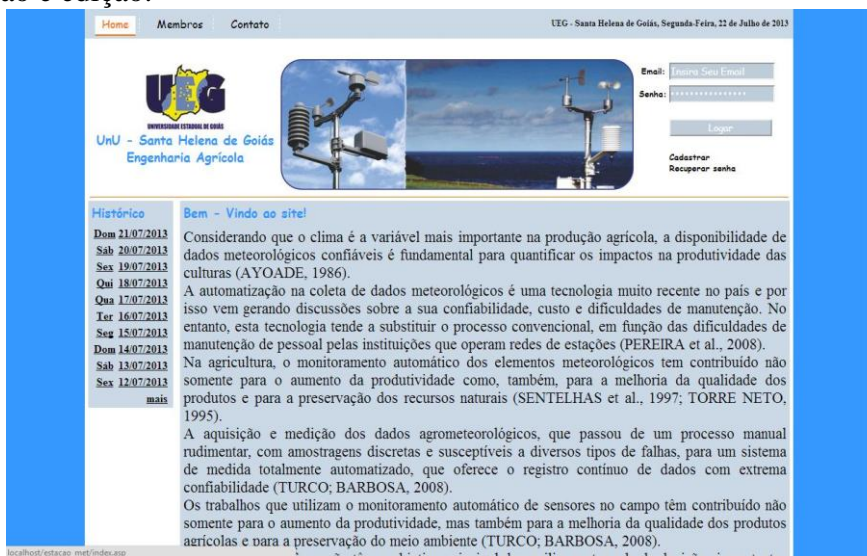 ão e edição.
Home Membros Contato UEG - Santa Helena de Goiás, Segunda-Feira, 22 de Julho de 2013
Email: Insira Seu Email
Senha: ****************
Logar
Cadastrar
Recuperar senha
UEG
UNIVERSIDADE ESTADUAL DE GOIÁS
UnU - Santa Helena de Goiás
Engenharia Agrícola
Histórico
Dom 21/07/2013
Sáb 20/07/2013
Sex 19/07/2013
Qui 18/07/2013
Qua 17/07/2013
Ter 16/07/2013
Seg 15/07/2013
Dom 14/07/2013
Sáb 13/07/2013
Sex 12/07/2013
mais
Bem - Vindo ao site!
Considerando que o clima é a variável mais importante na produção agrícola, a disponibilidade de
dados meteorológicos confiáveis é fundamental para quantificar os impactos na produtividade das
culturas (AYOADE, 1986).
A automatização na coleta de dados meteorológicos é uma tecnologia muito recente no país e por
isso vem gerando discussões sobre a sua confiabilidade, custo e dificuldades de manutenção. No
entanto, esta tecnologia tende a substituir o processo convencional, em função das dificuldades de
manutenção de pessoal pelas instituições que operam redes de estações (PEREIRA et al., 2008).
Na agricultura, o monitoramento automático dos elementos meteorológicos tem contribuído não
somente para o aumento da produtividade como, também, para a melhoria da qualidade dos
produtos e para a preservação dos recursos naturais (SENTELHAS et al., 1997; TORRE NETO,
1995).
A aquisição e medição dos dados agrometeorológicos, que passou de um processo manual
rudimentar, com amostragens discretas e susceptíveis a diversos tipos de falhas, para um sistema
de medida totalmente automatizado, que oferece o registro contínuo de dados com extrema
confiabilidade (TURCO; BARBOSA, 2008).
Os trabalhos que utilizam o monitoramento automático de sensores no campo têm contribuído não
somente para o aumento da produtividade, mas também para a melhoria da qualidade dos produtos
agrícolas e para a preservação do meio ambiente (TURCO; BARBOSA, 2008).
localhost/estacao_met/index.asp